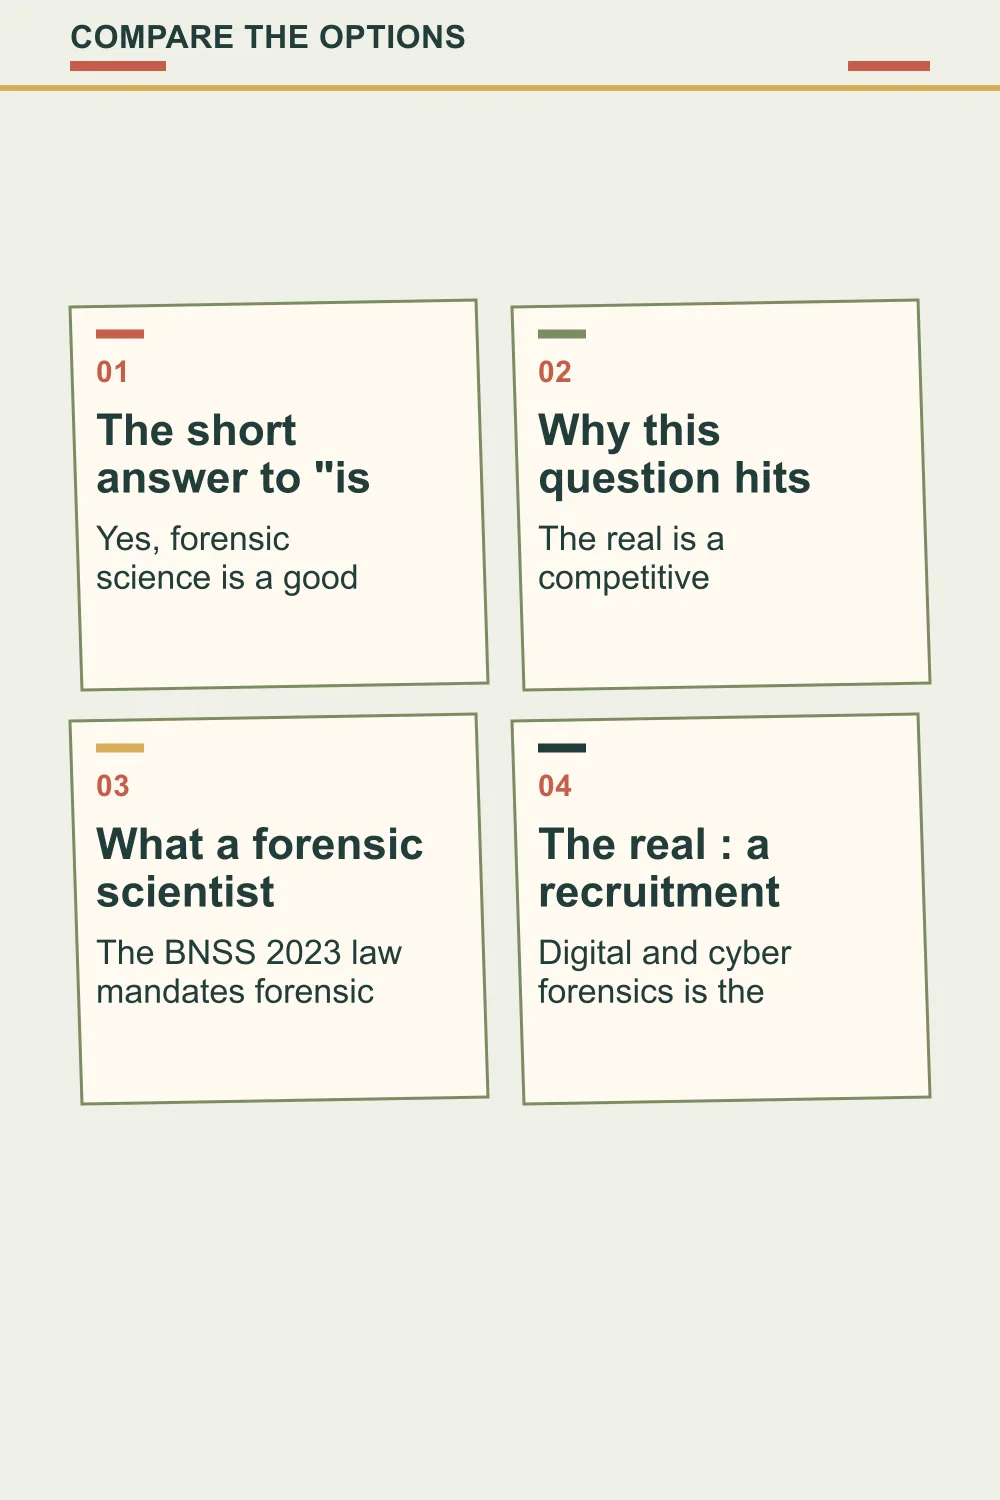 COMPARE THE OPTIONS
01
The short
answer to "is
Yes, forensic
science is a good
02
Why this
question hits
The real is a
competitive
03
What a forensic
scientist
The BNSS 2023 law
mandates forensic
04
The real : a
recruitment
Digital and cyber
forensics is the